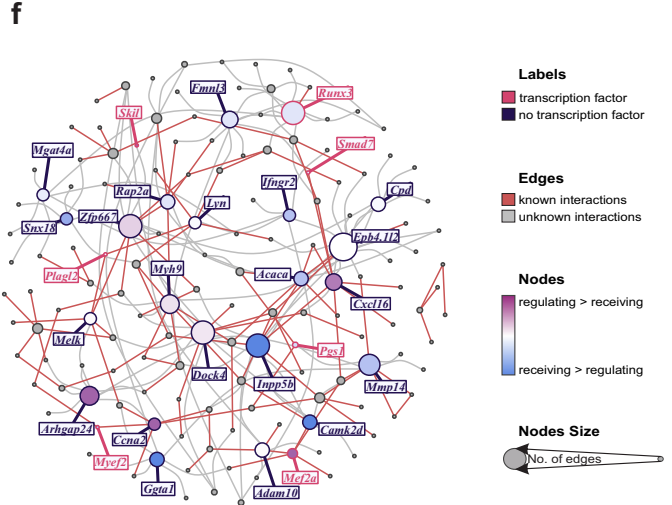 f
Fmnl3
Runx3
Skil
Smad7
Mgat4a
Ifngr2
Cpd
Rap2a
Lyn
Snx18
Zfp667
Epb4.1l2
Plagl2
Myh9
Acaca
Cxcl16
Melk
Pgs1
Dock4
Inpp5b
Mmp14
Arhgap24
Ccna2
Camk2d
Myef2
Ggta1
Adam10
Mef2a
Labels
transcription factor
no transcription factor
Edges
known interactions
unknown interactions
Nodes
regulating > receiving
receiving > regulating
Nodes Size
No. of edges